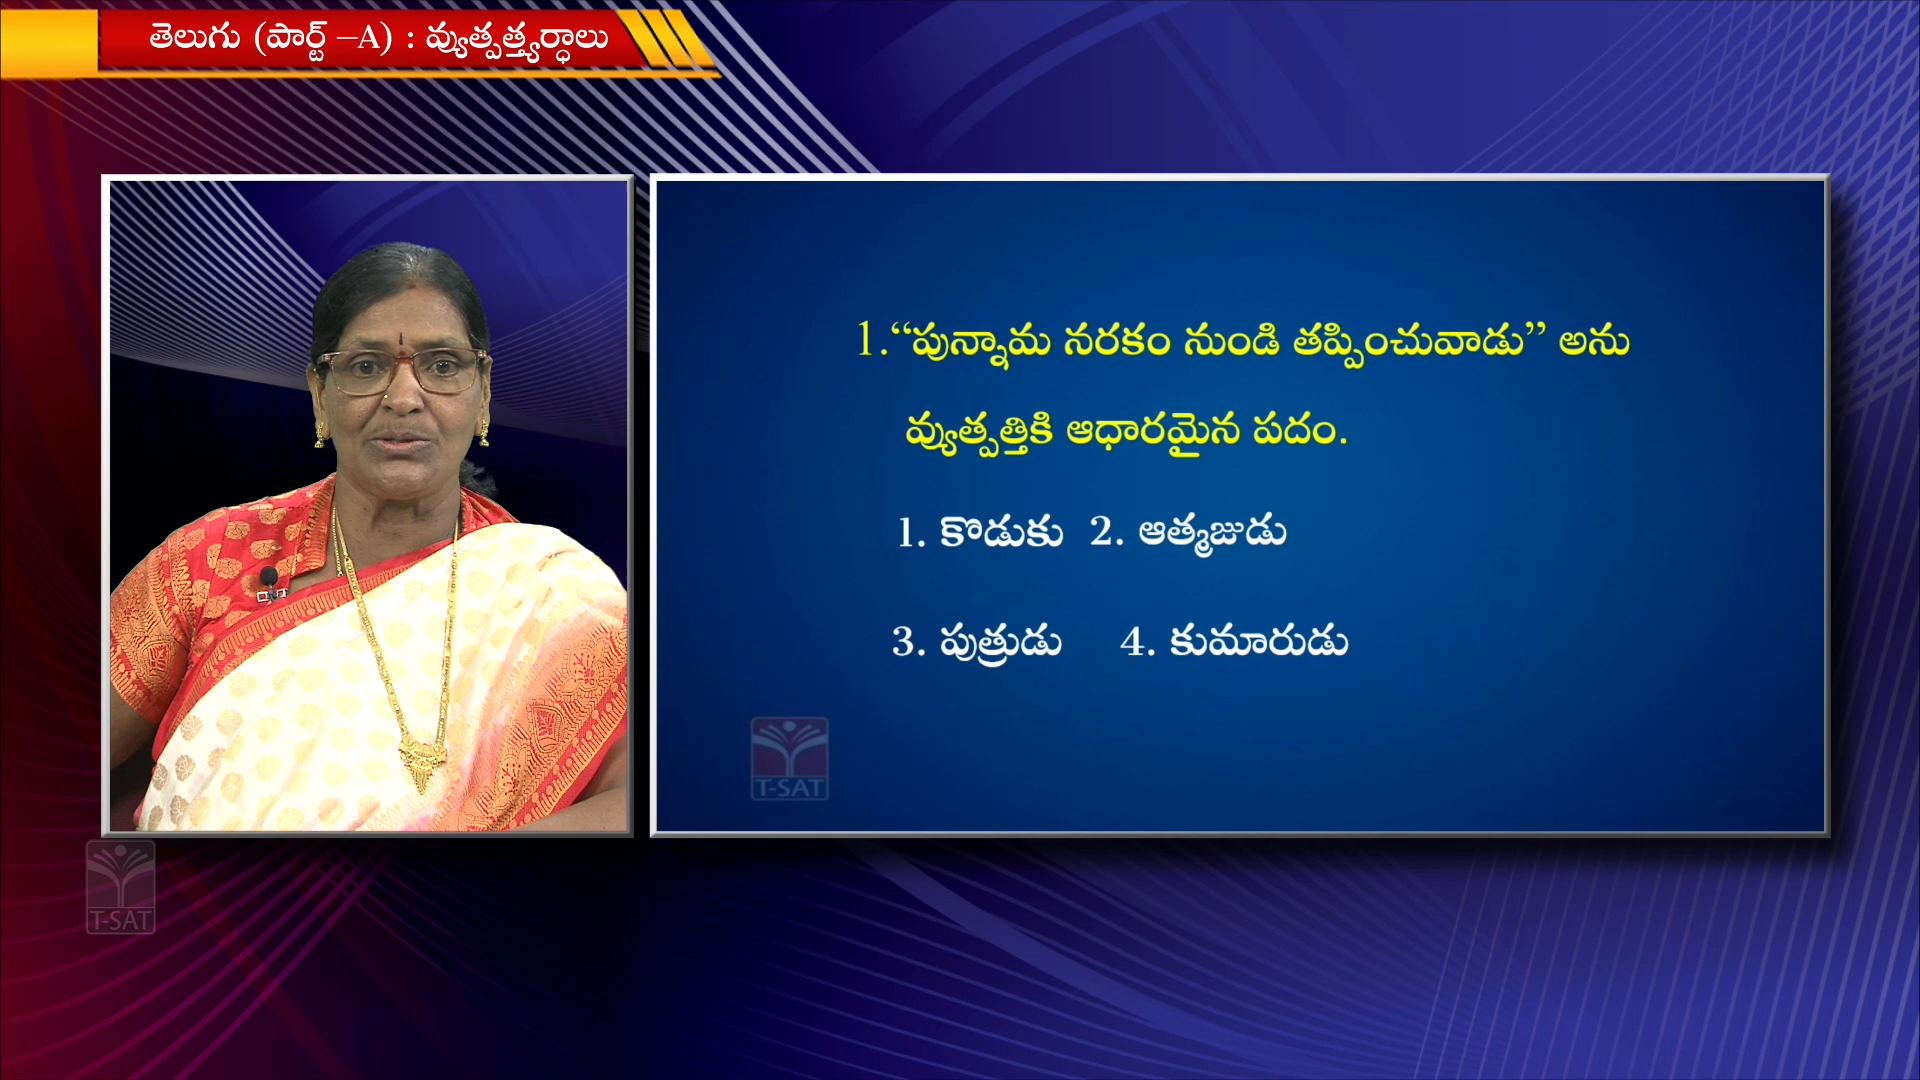 తెలుగు (పార్ట్ –A) : వ్యుత్పత్త్యర్థాలు
1.“పున్నామ నరకం నుండి తప్పించువాడు” అను
వ్యుత్పత్తికి ఆధారమైన పదం.
1. కొడుకు 2. ఆత్మజుడు
3. పుత్రుడు 4. కుమారుడు
T-SAT
T-SAT